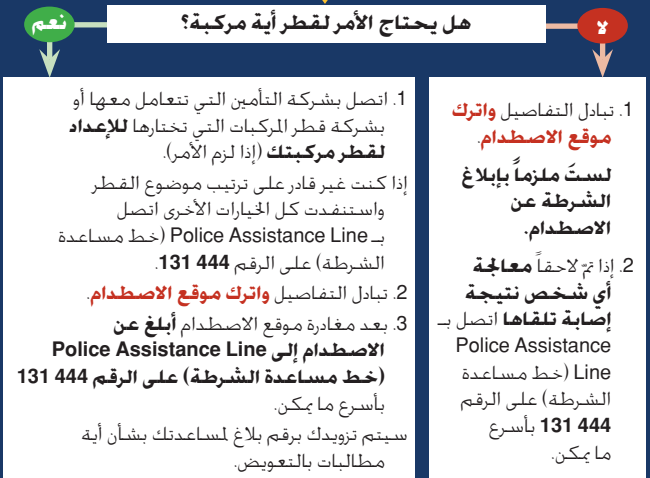 هل يحتاج الأمر لقطر أية مركبة؟
لا
1. تبادل التفاصيل واترك
موقع الاصطدام.
لستَ ملزماً بإبلاغ
الشرطة عن
الاصطدام.
2. إذا تمّ لاحقاً معالجة
أي شخص نتيجة
إصابة تلقاها اتصل بـ
Police Assistance
Line (خط مساعدة
الشرطة) على الرقم
131 444 بأسرع
ما يمكن.
نعم
1. اتصل بشركة التأمين التي تتعامل معها أو
بشركة قطر المركبات التي تختارها للإعداد
لقطر مركبتك (إذا لزم الأمر).
إذا كنت غير قادر على ترتيب موضوع القطر
واستنفدت كل الخيارات الأخرى اتصل
بـ Police Assistance Line (خط مساعدة
الشرطة) على الرقم 131 444.
2. تبادل التفاصيل واترك موقع الاصطدام.
3. بعد مغادرة موقع الاصطدام أبلغ عن
الاصطدام إلى Police Assistance Line
(خط مساعدة الشرطة) على الرقم 131 444
بأسرع ما يمكن.
سيتم تزويدك برقم بلاغ لمساعدتك بشأن أية
مطالبات بالتعويض.